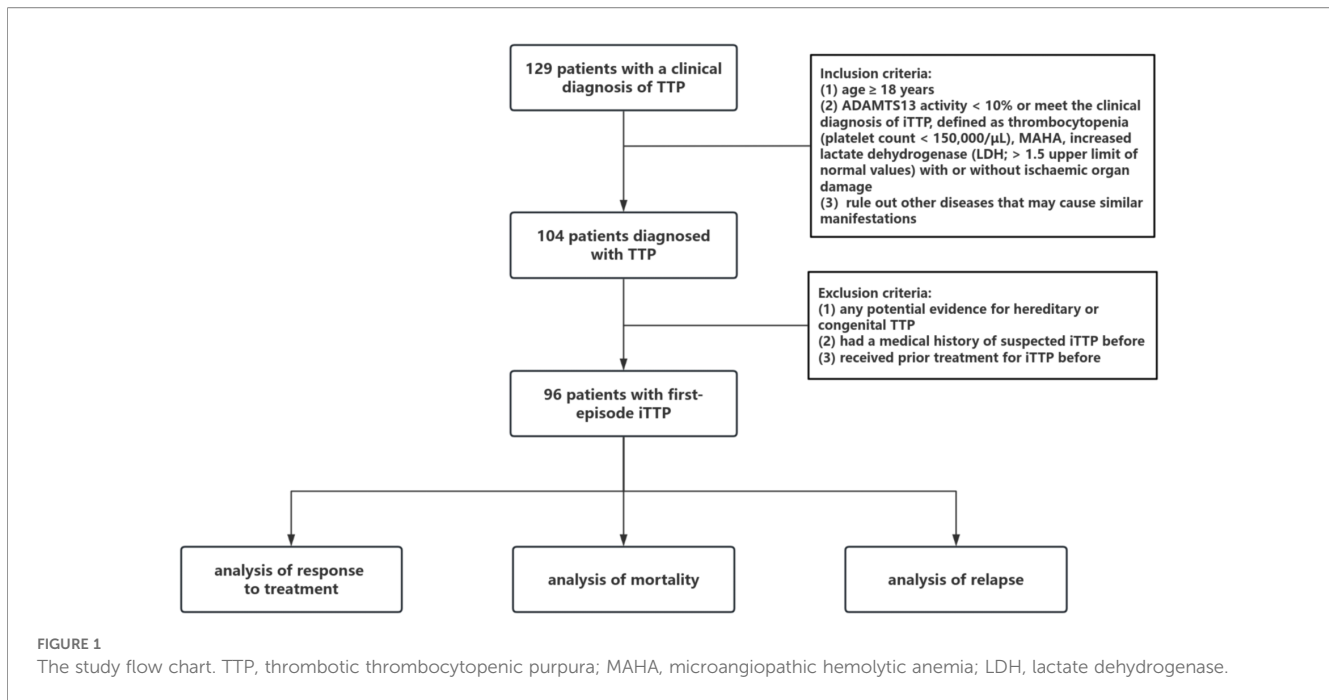 129 patients with a clinical
diagnosis of TTP
Inclusion criteria:
(1) age ≥ 18 years
(2) ADAMTS13 activity < 10% or meet the clinical
diagnosis of iTTP, defined as thrombocytopenia
(platelet count < 150,000/μL), MAHA, increased
lactate dehydrogenase (LDH; > 1.5 upper limit of
normal values) with or without ischaemic organ
damage
(3) rule out other diseases that may cause similar
manifestations
104 patients diagnosed
with TTP
Exclusion criteria:
(1) any potential evidence for hereditary or
congenital TTP
(2) had a medical history of suspected iTTP before
(3) received prior treatment for iTTP before
96 patients with first-
episode iTTP
analysis of response
to treatment
analysis of mortality
analysis of relapse
FIGURE 1
The study flow chart. TTP, thrombotic thrombocytopenic purpura; MAHA, microangiopathic hemolytic anemia; LDH, lactate dehydrogenase.